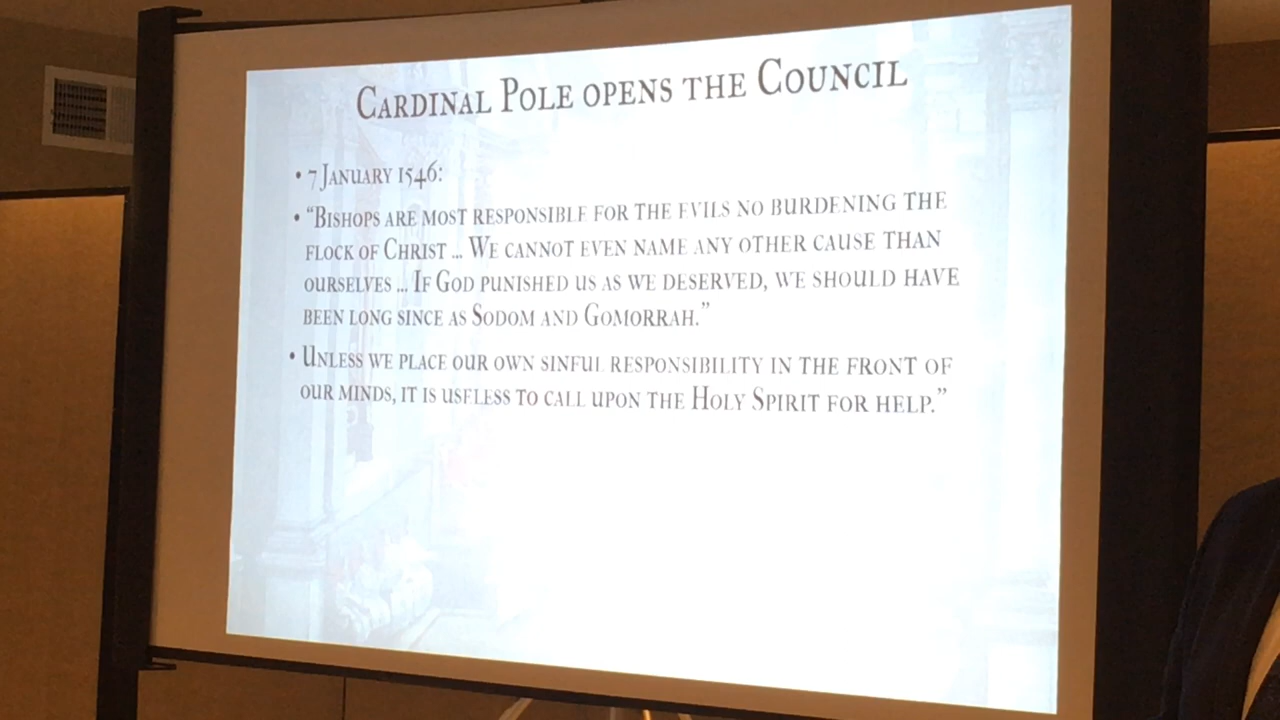 Cardinal Pole opens the Council
• 7 January 1546:
• “Bishops are most responsible for the evils no burdening the
flock of Christ ... We cannot even name any other cause than
ourselves ... If God punished us as we deserved, we should have
been long since as Sodom and Gomorrah.”
• Unless we place our own sinful responsibility in the front of
our minds, it is useless to call upon the Holy Spirit for help.”